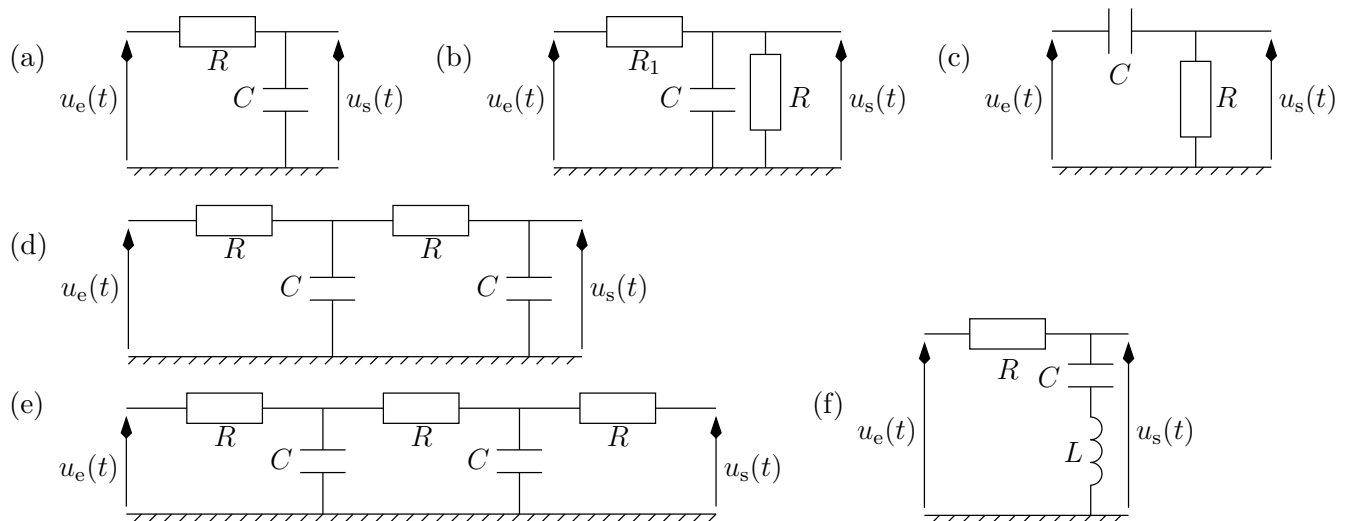 (a) R C u_e(t) u_s(t)
(b) R_1 C R u_e(t) u_s(t)
(c) C R u_e(t) u_s(t)
(d) R R C C u_e(t) u_s(t)
(e) R R R C C u_e(t) u_s(t)
(f) R C L u_e(t) u_s(t)